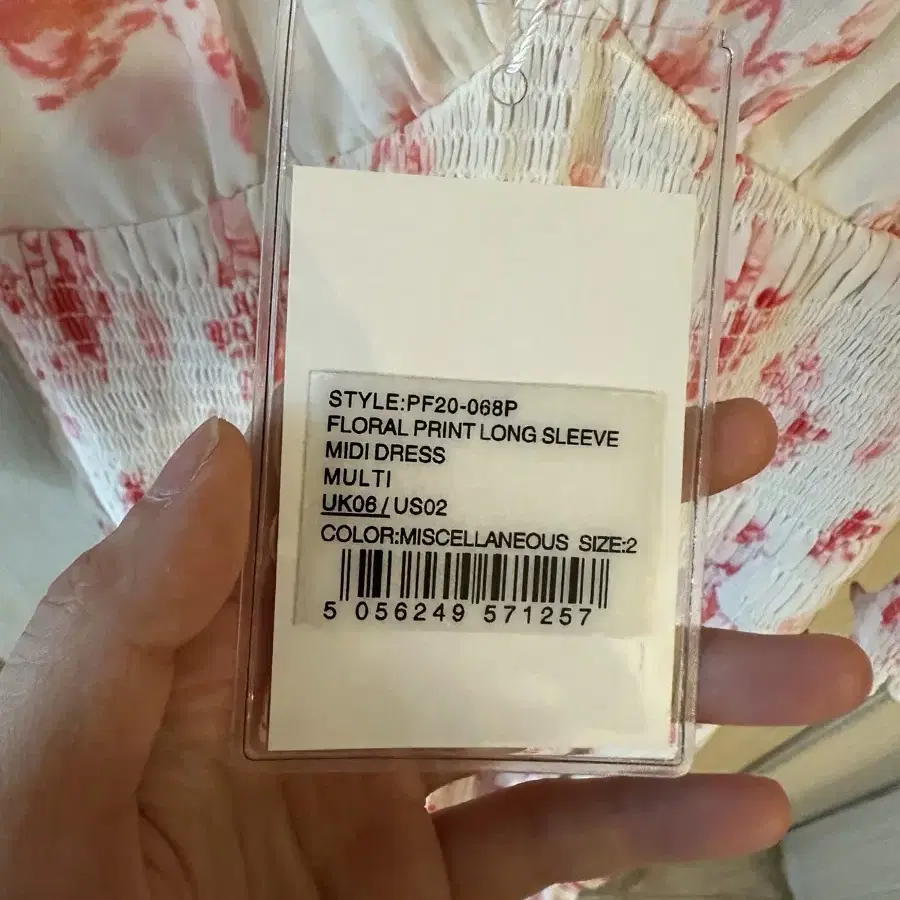 STYLE:PF20-068P
FLORAL PRINT LONG SLEEVE
MIDI DRESS
MULTI
UK06 / US02
COLOR:MISCELLANEOUS SIZE:2
5 056249 571257